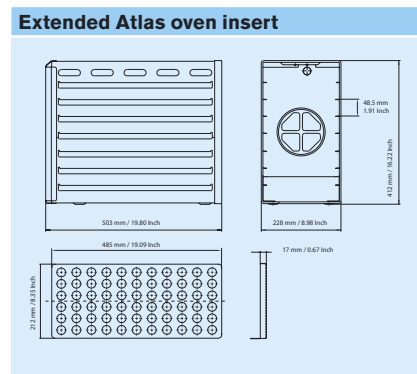 Extended Atlas oven insert
48.5 mm
1.91 Inch
412 mm / 16.22 Inch
503 mm / 19.80 Inch
228 mm / 8.98 Inch
485 mm / 19.09 Inch
17 mm / 0.67 Inch
212 mm / 8.35 Inch